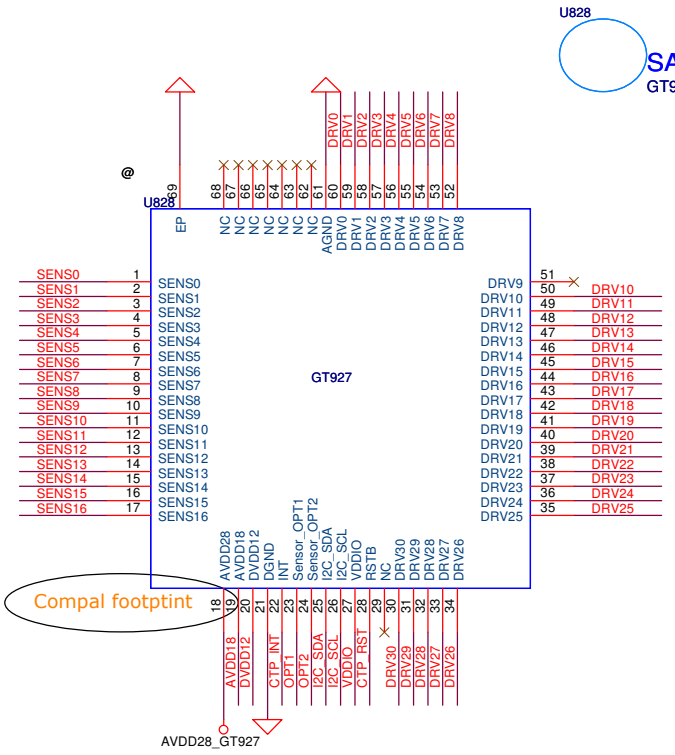 U828
SA
GT9
DRV0
DRV1
DRV2
DRV3
DRV4
DRV5
DRV6
DRV7
DRV8
@
U828
69
68
67
66
65
64
63
62
61
60
59
58
57
56
55
54
53
52
EP
NC
NC
NC
NC
NC
NC
NC
AGND
DRV0
DRV1
DRV2
DRV3
DRV4
DRV5
DRV6
DRV7
DRV8
SENS0 1 SENS0
SENS1 2 SENS1
SENS2 3 SENS2
SENS3 4 SENS3
SENS4 5 SENS4
SENS5 6 SENS5
SENS6 7 SENS6
SENS7 8 SENS7
SENS8 9 SENS8
SENS9 10 SENS9
SENS10 11 SENS10
SENS11 12 SENS11
SENS12 13 SENS12
SENS13 14 SENS13
SENS14 15 SENS14
SENS15 16 SENS15
SENS16 17 SENS16
GT927
DRV9 51
DRV10 50 DRV10
DRV11 49 DRV11
DRV12 48 DRV12
DRV13 47 DRV13
DRV14 46 DRV14
DRV15 45 DRV15
DRV16 44 DRV16
DRV17 43 DRV17
DRV18 42 DRV18
DRV19 41 DRV19
DRV20 40 DRV20
DRV21 39 DRV21
DRV22 38 DRV22
DRV23 37 DRV23
DRV24 36 DRV24
DRV25 35 DRV25
AVDD28
AVDD18
DVDD12
DGND
INT
Sensor_OPT1
Sensor_OPT2
I2C_SDA
I2C_SCL
VDDIO
RSTB
NC
DRV30
DRV29
DRV28
DRV27
DRV26
Compal footptint
18
19
20
21
22
23
24
25
26
27
28
29
30
31
32
33
34
AVDD18
DVDD12
CTP_INT
OPT1
OPT2
I2C_SDA
I2C_SCL
VDDIO
CTP_RST
DRV30
DRV29
DRV28
DRV27
DRV26
AVDD28_GT927